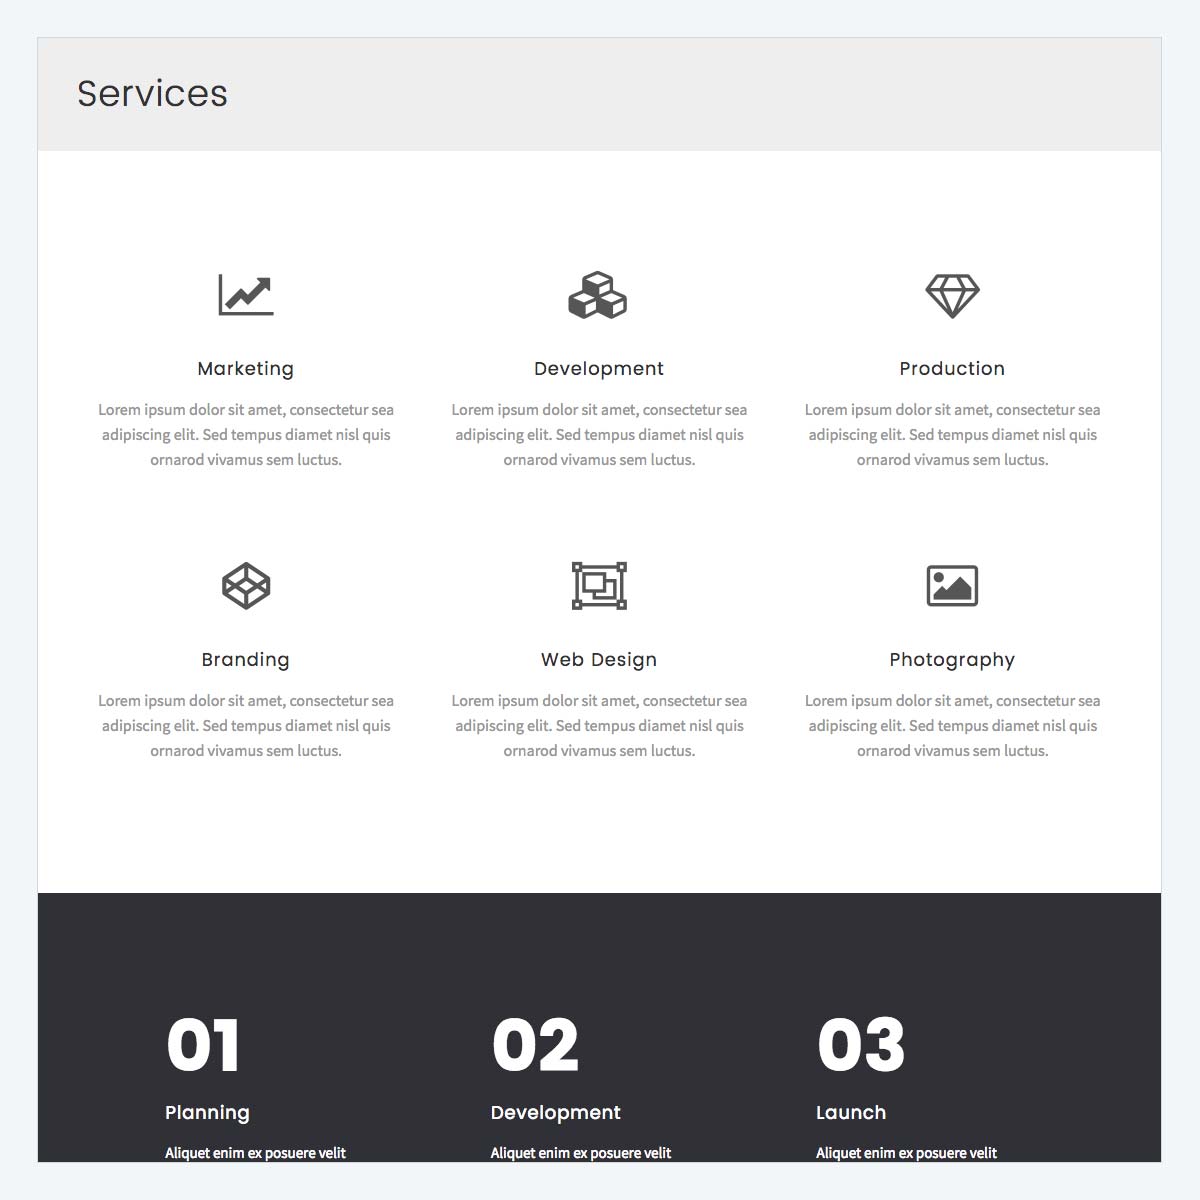 Services
Marketing
Lorem ipsum dolor sit amet, consectetur sea
adipiscing elit. Sed tempus diamet nisl quis
ornarod vivamus sem luctus.
Development
Lorem ipsum dolor sit amet, consectetur sea
adipiscing elit. Sed tempus diamet nisl quis
ornarod vivamus sem luctus.
Production
Lorem ipsum dolor sit amet, consectetur sea
adipiscing elit. Sed tempus diamet nisl quis
ornarod vivamus sem luctus.
Branding
Lorem ipsum dolor sit amet, consectetur sea
adipiscing elit. Sed tempus diamet nisl quis
ornarod vivamus sem luctus.
Web Design
Lorem ipsum dolor sit amet, consectetur sea
adipiscing elit. Sed tempus diamet nisl quis
ornarod vivamus sem luctus.
Photography
Lorem ipsum dolor sit amet, consectetur sea
adipiscing elit. Sed tempus diamet nisl quis
ornarod vivamus sem luctus.
01
Planning
Aliquet enim ex posuere velit
02
Development
Aliquet enim ex posuere velit
03
Launch
Aliquet enim ex posuere velit